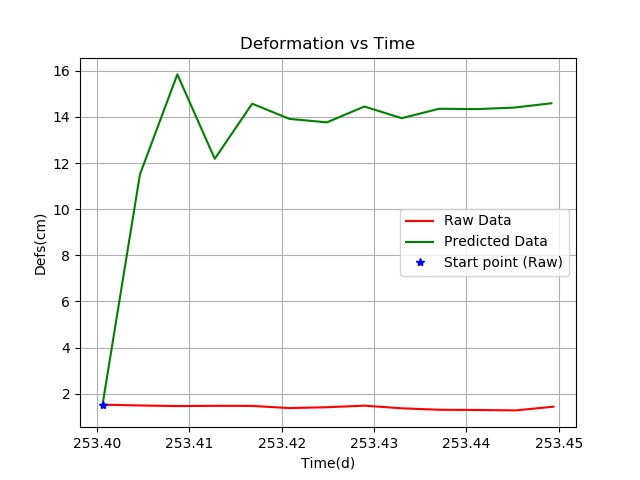 Deformation vs Time
16
14
12
10
8
6
4
2
Defs(cm)
Raw Data
Predicted Data
Start point (Raw)
253.40 253.41 253.42 253.43 253.44 253.45
Time(d)